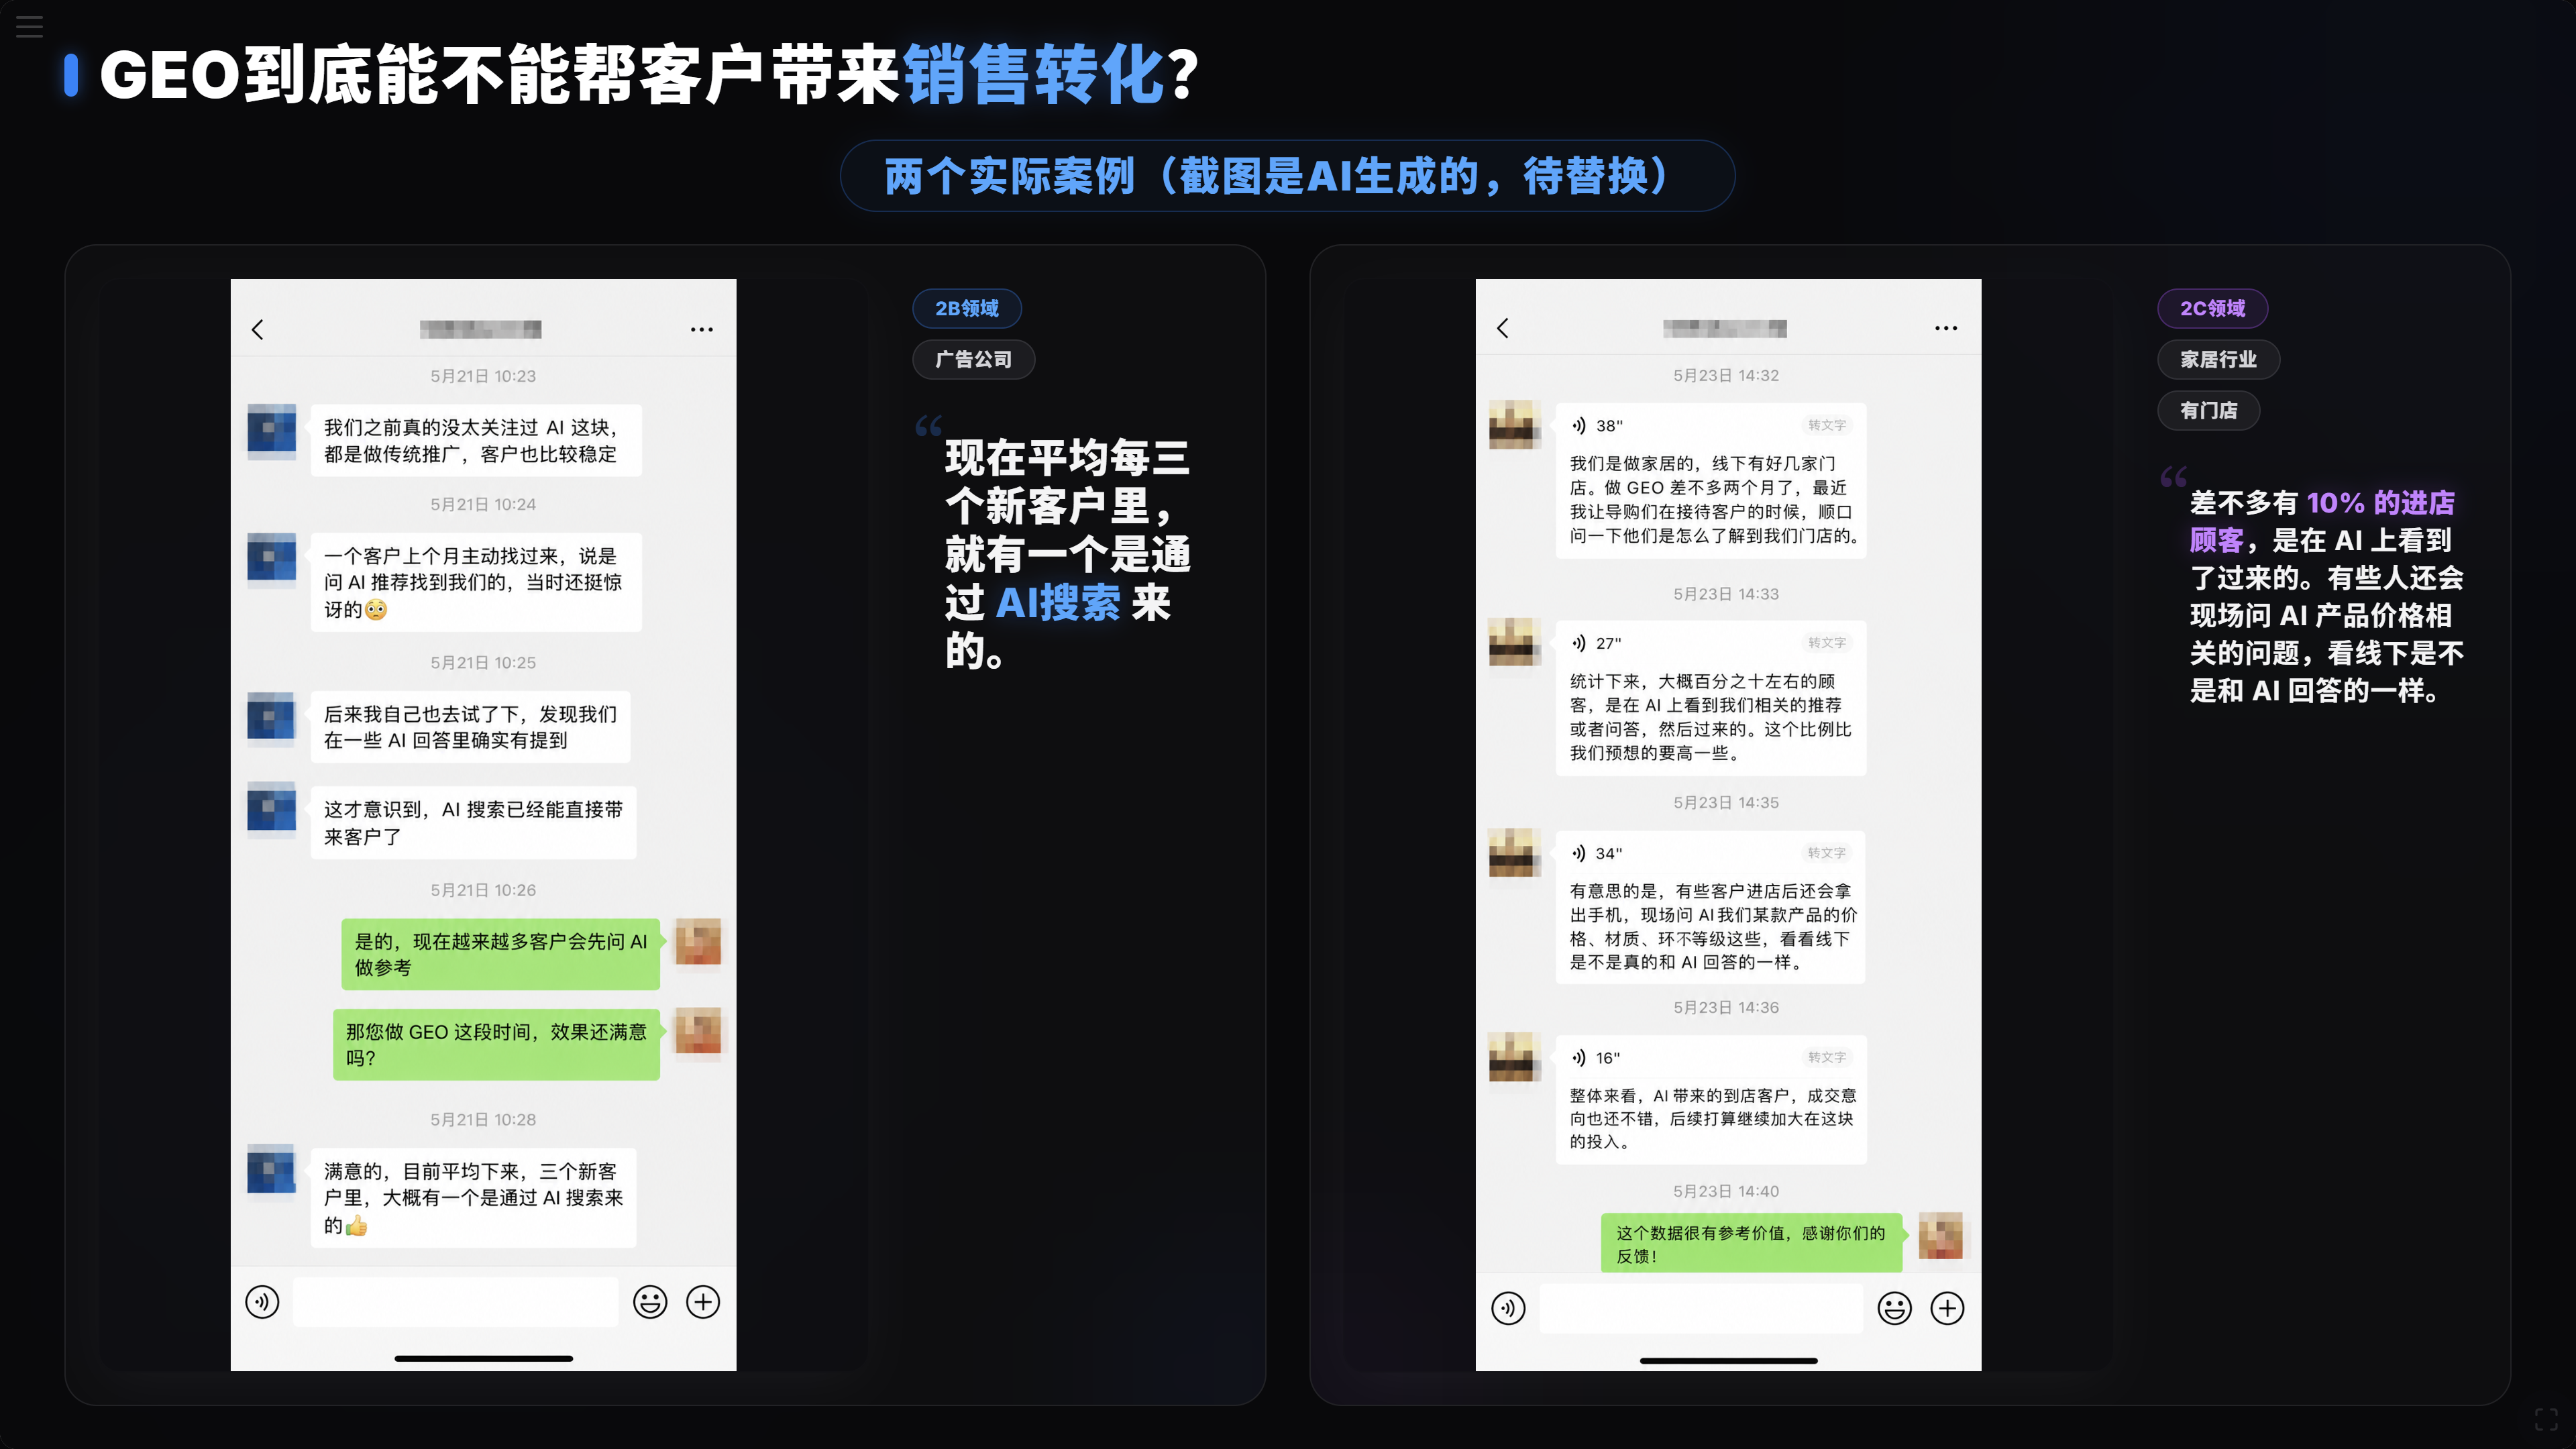 GEO到底能不能帮客户带来销售转化?
两个实际案例（截图是AI生成的，待替换）
5月21日 10:23
我们之前真的没太关注过 AI 这块，
都是做传统推广，客户也比较稳定
5月21日 10:24
一个客户上个月主动找过来，说是
问 AI 推荐找到我们的，当时还挺惊
讶的😳
5月21日 10:25
后来我自己也去试了下，发现我们
在一些 AI 回答里确实有提到
这才意识到，AI 搜索已经能直接带
来客户了
5月21日 10:26
是的，现在越来越多客户会先问 AI
做参考
那您做 GEO 这段时间，效果还满意
吗?
5月21日 10:28
满意的，目前平均下来，三个新客
户里，大概有一个是通过 AI 搜索来
的👍
2B领域
广告公司
“
现在平均每三
个新客户里，
就有一个是通
过 AI搜索 来
的。
5月23日 14:32
38" 转文字
我们是做家居的，线下有好几家门
店。做 GEO 差不多两个月了，最近
我让导购们在接待客户的时候，顺口
问一下他们是怎么了解到我们门店的。
5月23日 14:33
27" 转文字
统计下来，大概百分之十左右的顾
客，是在 AI 上看到我们相关的推荐
或者问答，然后过来的。这个比例比
我们预想的要高一些。
5月23日 14:35
34" 转文字
有意思的是，有些客户进店后还会拿
出手机，现场问 AI我们某款产品的价
格、材质、环不等级这些，看看线下
是不是真的和 AI 回答的一样。
5月23日 14:36
16" 转文字
整体来看，AI 带来的到店客户，成交意
向也还不错，后续打算继续加大在这块
的投入。
5月23日 14:40
这个数据很有参考价值，感谢你们的
反馈！
2C领域
家居行业
有门店
“
差不多有 10% 的进店
顾客，是在 AI 上看到
了过来的。有些人还会
现场问 AI 产品价格相
关的问题，看线下是不
是和 AI 回答的一样。